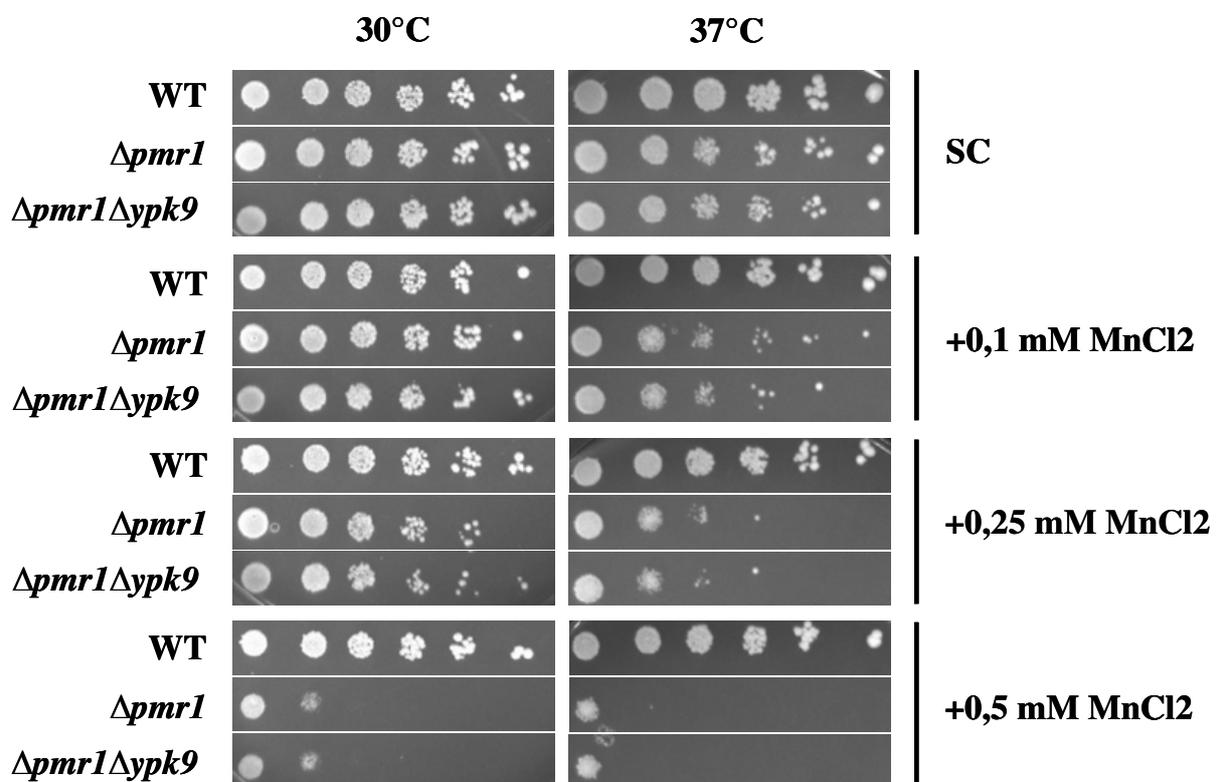 30°C 37°C
WT
Δpmr1
Δpmr1Δypk9
SC
WT
Δpmr1
Δpmr1Δypk9
+0,1 mM MnCl2
WT
Δpmr1
Δpmr1Δypk9
+0,25 mM MnCl2
WT
Δpmr1
Δpmr1Δypk9
+0,5 mM MnCl2